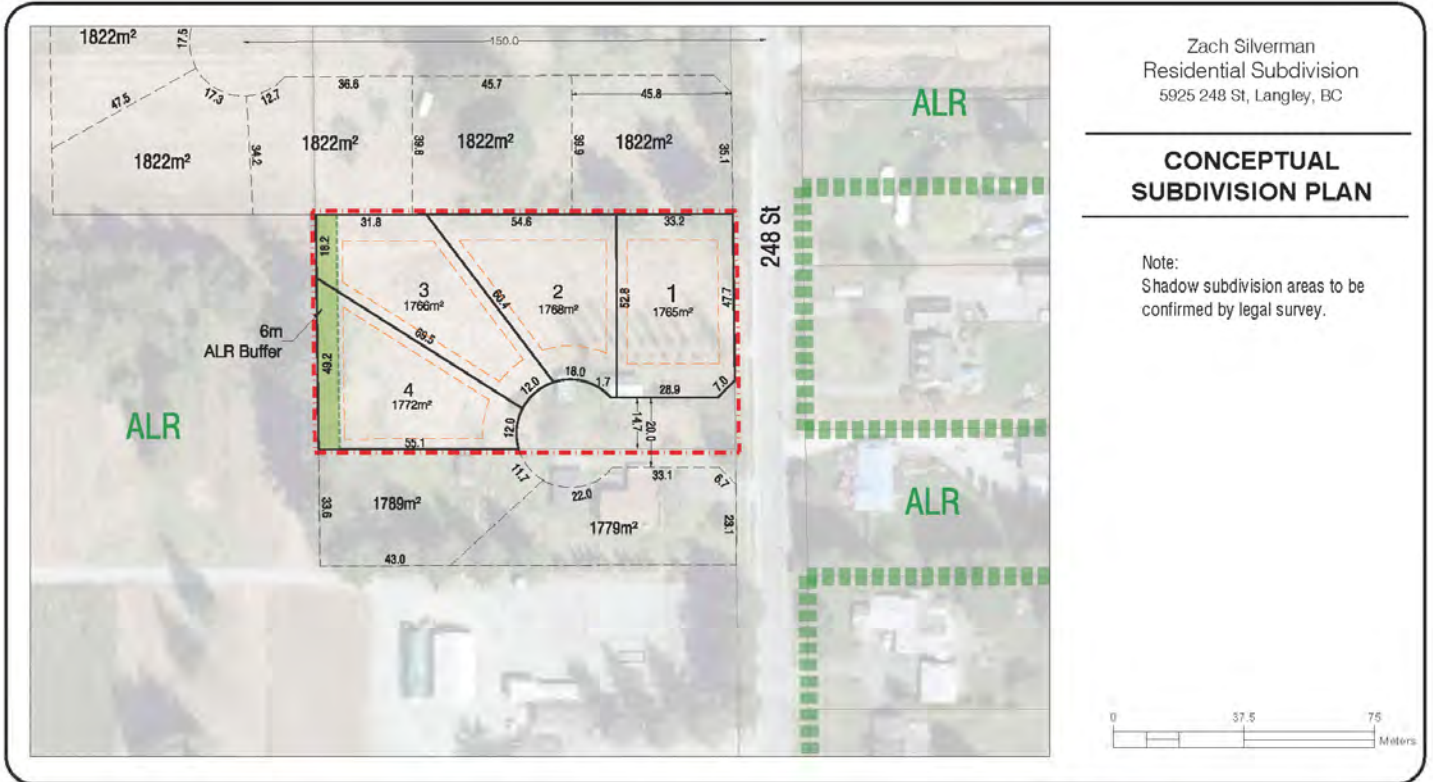 1822m²
17.5
150.0
47.5
17.3
12.7
36.6
45.7
45.8
1822m²
34.2
1822m²
39.8
1822m²
39.9
1822m²
35.1
ALR
248 St
31.8
54.6
33.2
18.2
3
1766m²
60.4
2
1768m²
52.8
1
1765m²
47.7
6m
ALR Buffer
49.2
69.5
4
1772m²
12.0
18.0
1.7
28.9
7.0
12.0
14.7
20.0
55.1
ALR
11.7
22.0
33.1
6.7
33.6
1789m²
1779m²
23.1
43.0
ALR
Zach Silverman
Residential Subdivision
5925 248 St, Langley, BC
CONCEPTUAL
SUBDIVISION PLAN
Note:
Shadow subdivision areas to be
confirmed by legal survey.
0 37.5 75
Meters